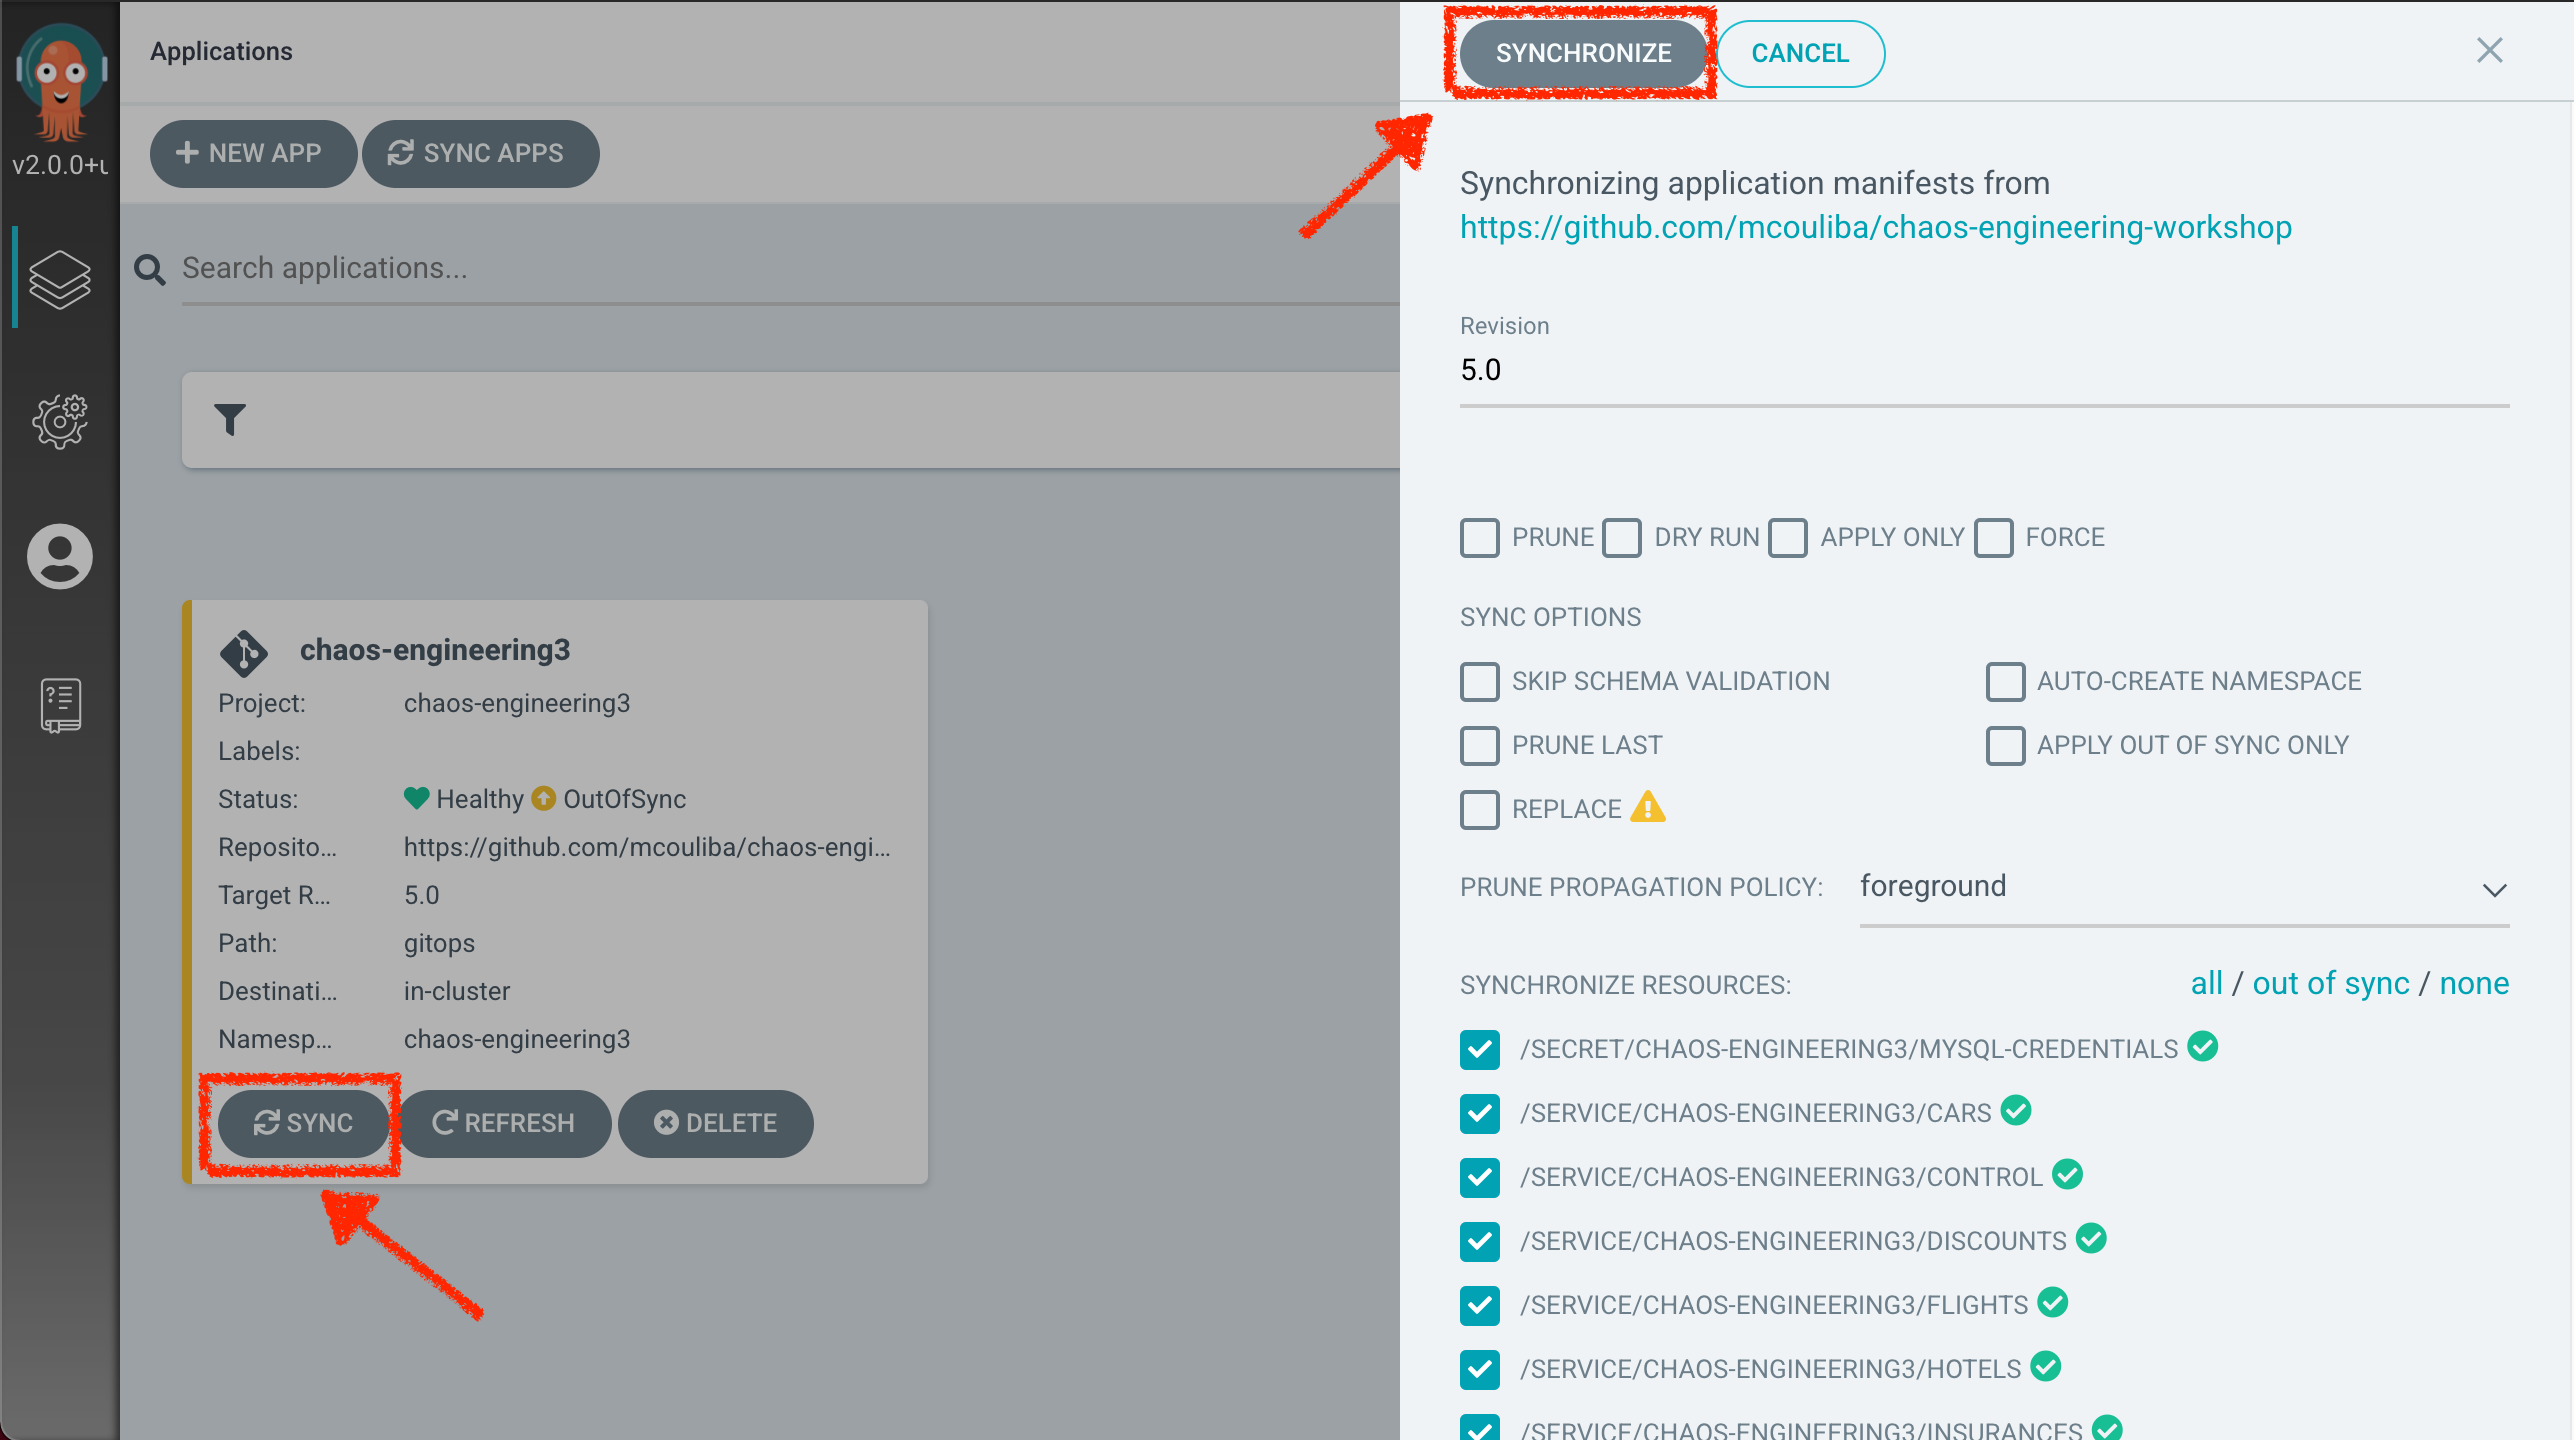 v2.0.0+u
Applications
+ NEW APP
SYNC APPS
Search applications...
chaos-engineering3
Project: chaos-engineering3
Labels:
Status: Healthy OutOfSync
Reposito... https://github.com/mcouliba/chaos-engi...
Target R... 5.0
Path: gitops
Destinati... in-cluster
Namesp... chaos-engineering3
SYNC
REFRESH
DELETE
SYNCHRONIZE
CANCEL
Synchronizing application manifests from
https://github.com/mcouliba/chaos-engineering-workshop
Revision
5.0
PRUNE DRY RUN APPLY ONLY FORCE
SYNC OPTIONS
SKIP SCHEMA VALIDATION AUTO-CREATE NAMESPACE
PRUNE LAST APPLY OUT OF SYNC ONLY
REPLACE
PRUNE PROPAGATION POLICY: foreground
SYNCHRONIZE RESOURCES: all / out of sync / none
/SECRET/CHAOS-ENGINEERING3/MYSQL-CREDENTIALS
/SERVICE/CHAOS-ENGINEERING3/CARS
/SERVICE/CHAOS-ENGINEERING3/CONTROL
/SERVICE/CHAOS-ENGINEERING3/DISCOUNTS
/SERVICE/CHAOS-ENGINEERING3/FLIGHTS
/SERVICE/CHAOS-ENGINEERING3/HOTELS
/SERVICE/CHAOS-ENGINEERING3/INSURANCES